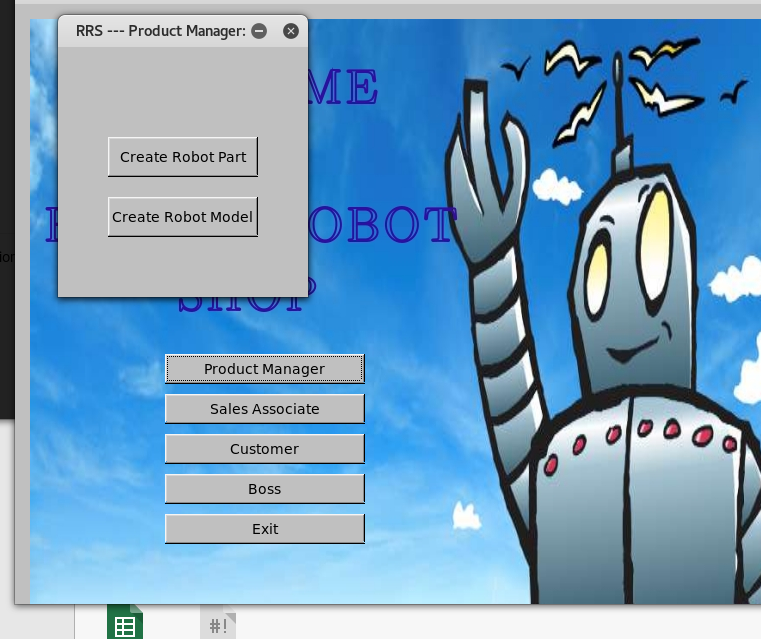 RRS --- Product Manager:
ME
Create Robot Part
Create Robot Model
OBOT
SHOP
Product Manager
Sales Associate
Customer
Boss
Exit
#!